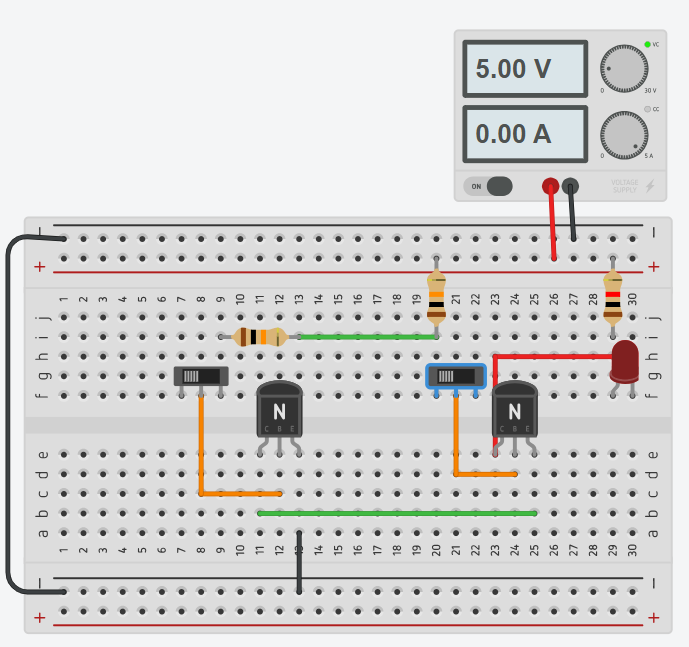 5.00 V
VC
0 30 V
0.00 A
CC
0 5 A
ON
VOLTAGE
SUPPLY
− −
+ +
1 2 3 4 5 6 7 8 9 10 11 12 13 14 15 16 17 18 19 20 21 22 23 24 25 26 27 28 29 30
j j
i i
h h
g g
f f
N N
C B E C B E
e e
d d
c c
b b
a a
1 2 3 4 5 6 7 8 9 10 11 12 13 14 15 16 17 18 19 20 21 22 23 24 25 26 27 28 29 30
− −
+ +